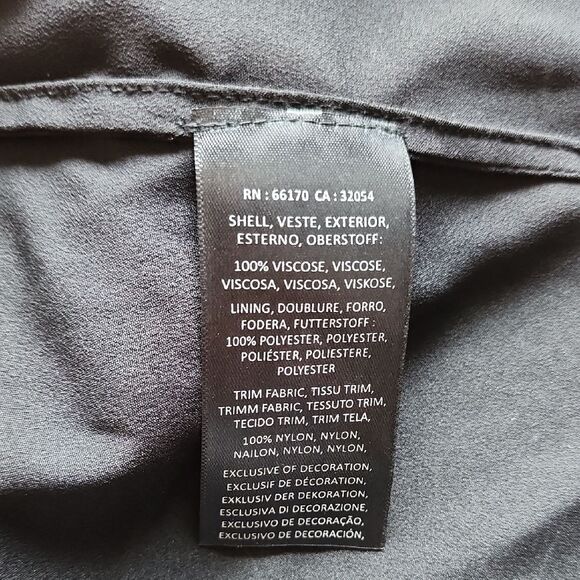 RN : 66170 CA : 32054
SHELL, VESTE, EXTERIOR,
ESTERNO, OBERSTOFF:
100% VISCOSE, VISCOSE,
VISCOSA, VISCOSA, VISKOSE,
LINING, DOUBLURE, FORRO,
FODERA, FUTTERSTOFF :
100% POLYESTER, POLYESTER,
POLIÉSTER, POLIESTERE,
POLYESTER
TRIM FABRIC, TISSU TRIM,
TRIMM FABRIC, TESSUTO TRIM,
TECIDO TRIM, TRIM TELA,
100% NYLON, NYLON,
NAILON, NYLON, NYLON,
EXCLUSIVE OF DECORATION,
EXCLUSIF DE DÉCORATION,
EXKLUSIV DER DEKORATION,
ESCLUSIVA DI DECORAZIONE,
EXCLUSIVO DE DECORAÇÃO,
EXCLUSIVO DE DECORACIÓN,